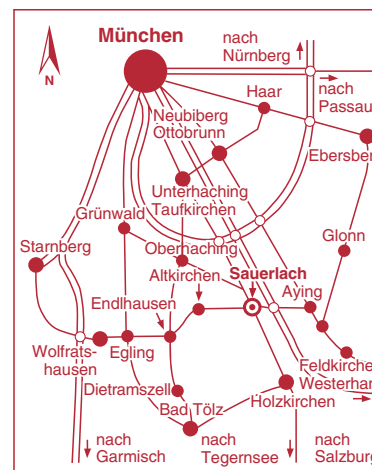 München
nach
Nürnberg
N
nach
Passau
Haar
Neubiberg
Ottobrunn
Ebersber
Unterhaching
Taufkirchen
Grünwald
Glonn
Starnberg
Oberhaching
Altkirchen
Sauerlach
Aying
Endlhausen
Wolfrats-
hausen
Egling
Feldkirche
Westerhar
Dietramszell
Holzkirchen
Bad Tölz
nach
Garmisch
nach
Tegernsee
nach
Salzburg